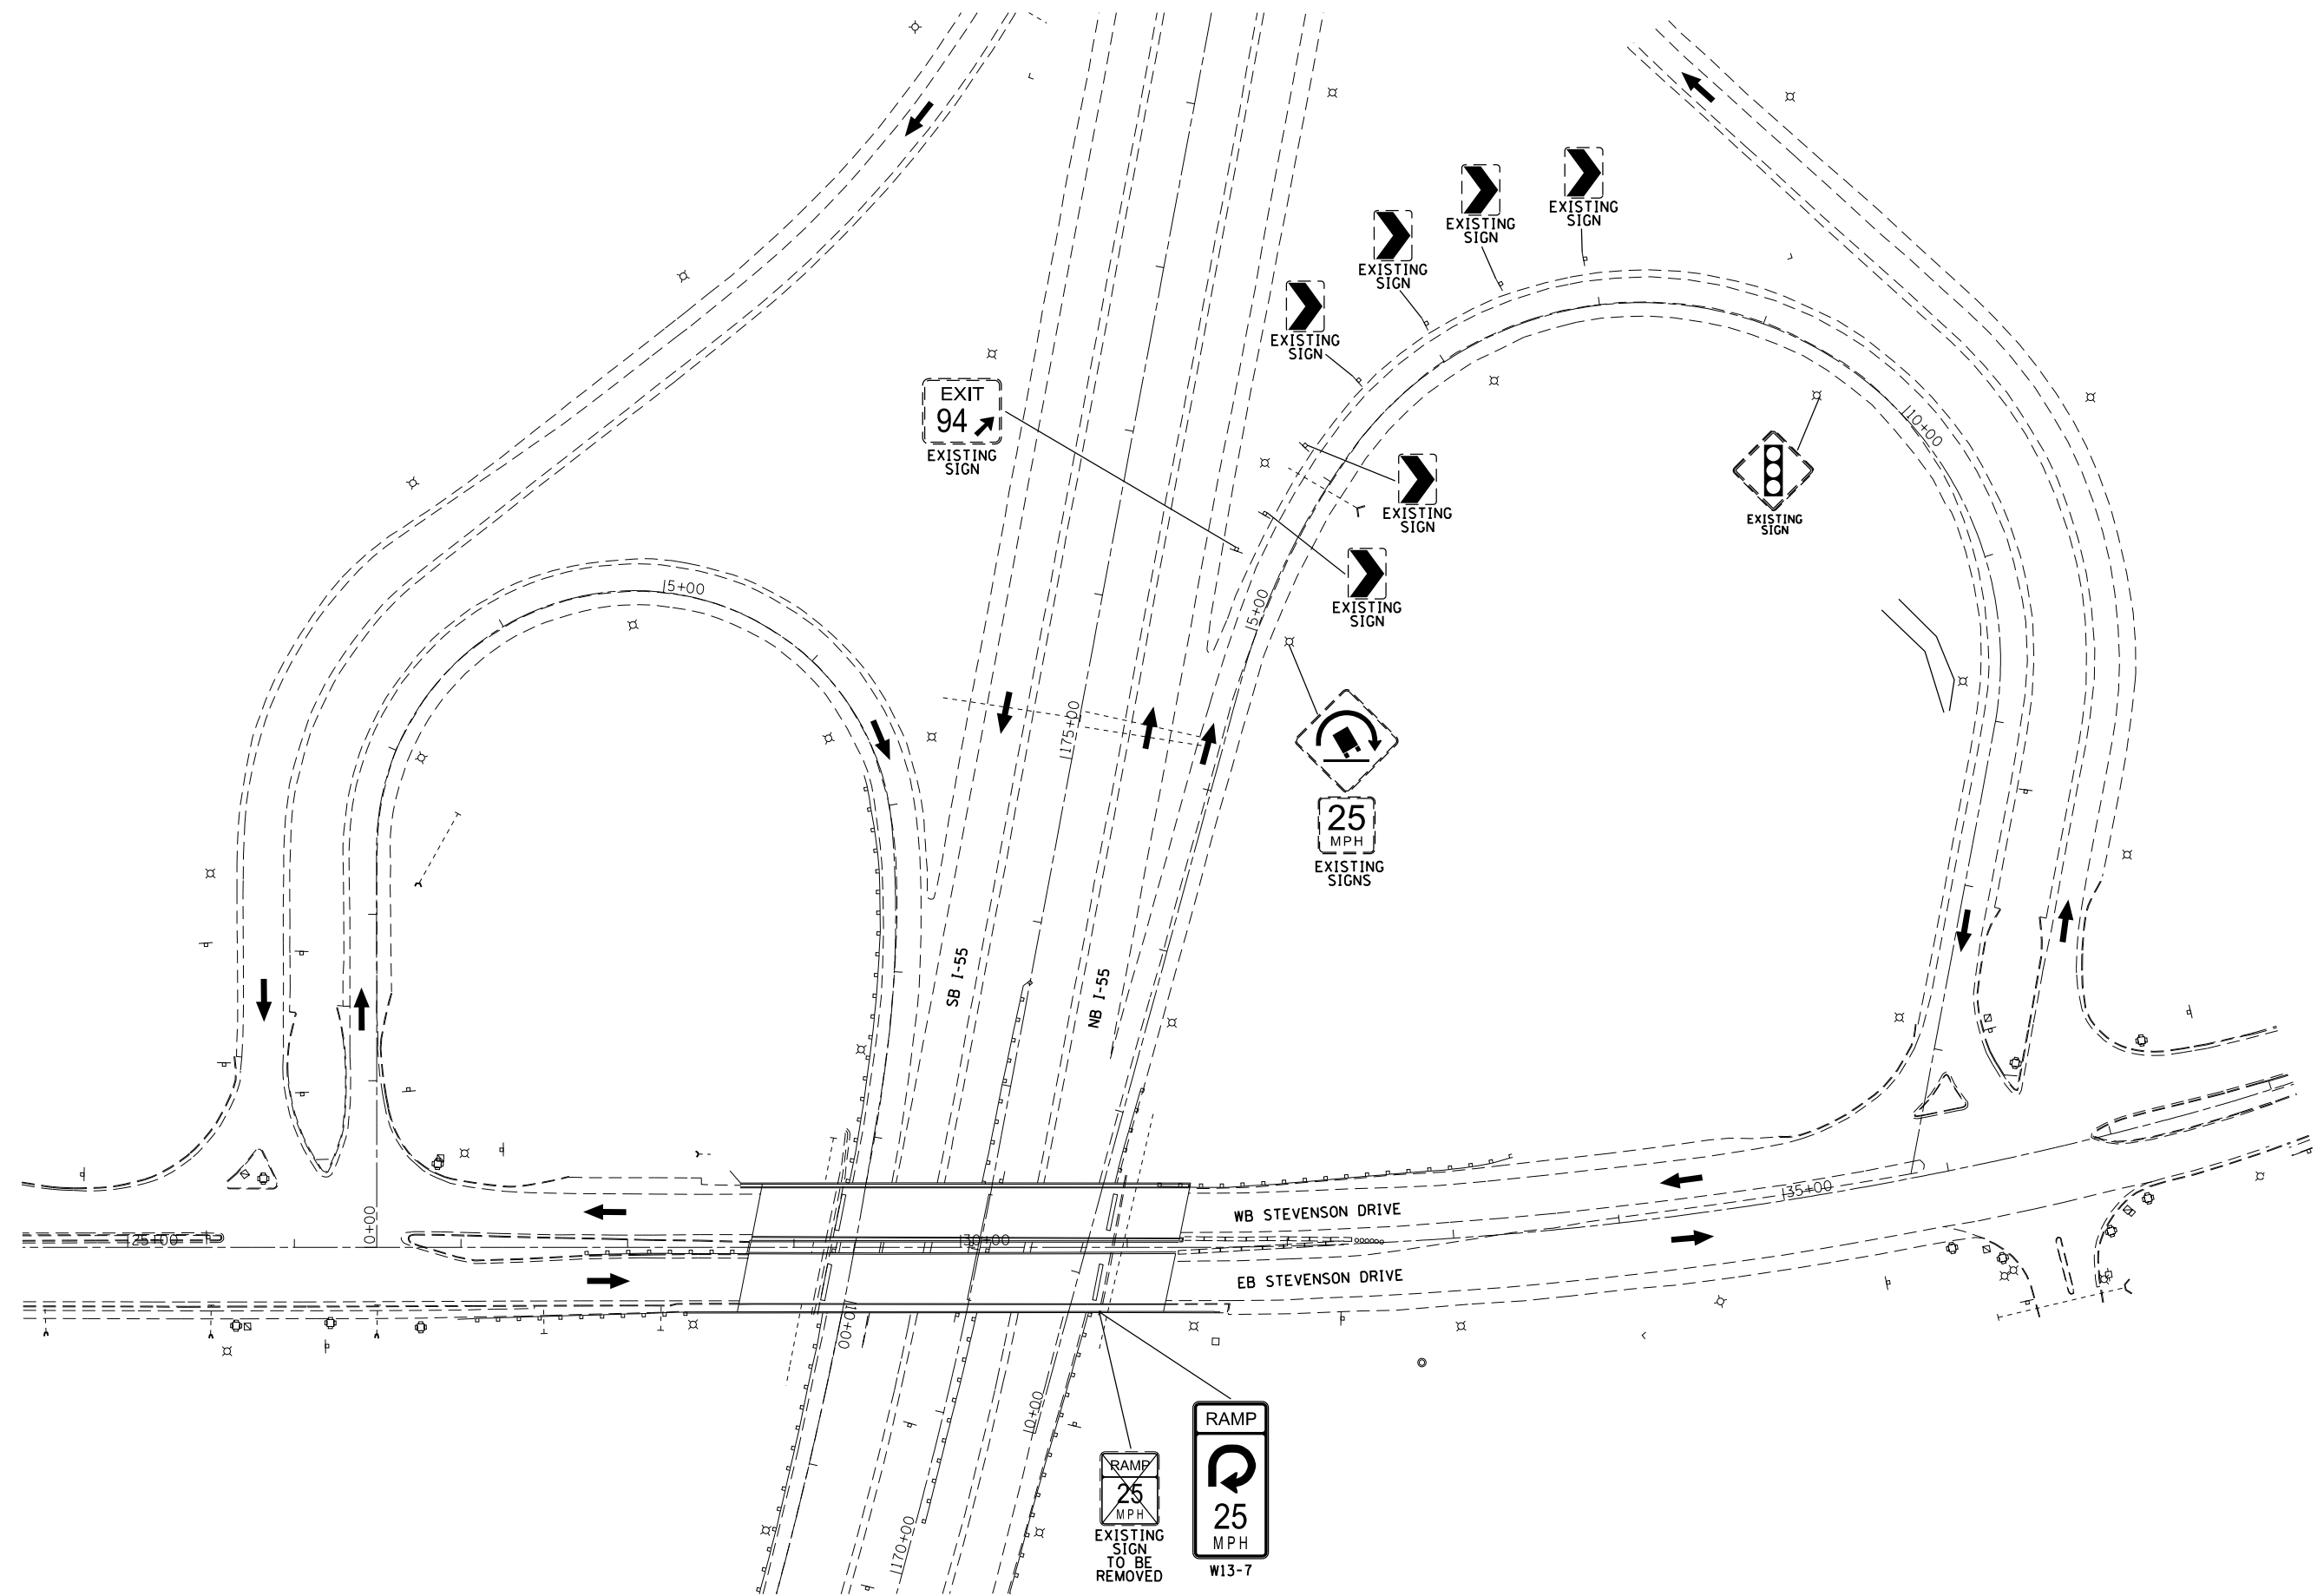 EXISTING
SIGN
EXISTING
SIGN
EXISTING
SIGN
EXISTING
SIGN
EXIT
94
EXISTING
SIGN
EXISTING
SIGN
EXISTING
SIGN
EXISTING
SIGN
110+00
15+00
15+00
175+00
25
MPH
EXISTING
SIGNS
SB I-55
NB I-55
WB STEVENSON DRIVE
135+00
0+00
125+00
130+00
EB STEVENSON DRIVE
10+00
10+00
170+00
RAMP
25
MPH
EXISTING
SIGN
TO BE
REMOVED
RAMP
25
MPH
W13-7